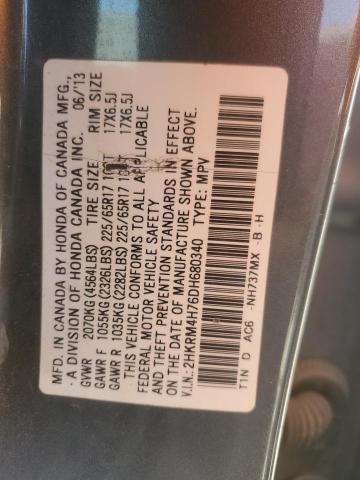 MFD. IN CANADA BY HONDA OF CANADA MFG.,
- A DIVISION OF HONDA CANADA INC. 06/'13
GVWR 2070KG (4564LBS) TIRE SIZE RIM SIZE
GAWR F 1055KG (2326LBS) 225/65R17 17X6.5J
GAWR R 1035KG (2282LBS) 225/65R17 17X6.5J
THIS VEHICLE CONFORMS TO ALL APPLICABLE
FEDERAL MOTOR VEHICLE SAFETY
AND THEFT PREVENTION STANDARDS IN EFFECT
ON THE DATE OF MANUFACTURE SHOWN ABOVE.
V.I.N.: 2HKRM4H76DH680340 TYPE: MPV
T1N D AC6 -NH737MX -B -H